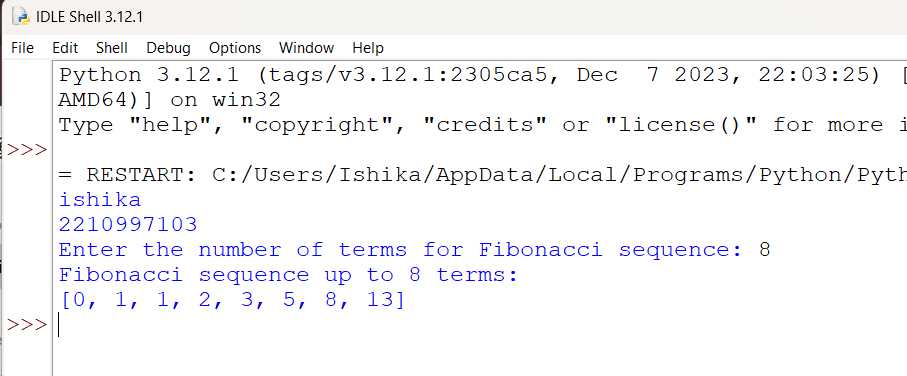 IDLE Shell 3.12.1
File Edit Shell Debug Options Window Help
Python 3.12.1 (tags/v3.12.1:2305ca5, Dec  7 2023, 22:03:25) [
AMD64)] on win32
Type "help", "copyright", "credits" or "license()" for more i
>>>
= RESTART: C:/Users/Ishika/AppData/Local/Programs/Python/Pyth
ishika
2210997103
Enter the number of terms for Fibonacci sequence: 8
Fibonacci sequence up to 8 terms:
[0, 1, 1, 2, 3, 5, 8, 13]
>>>